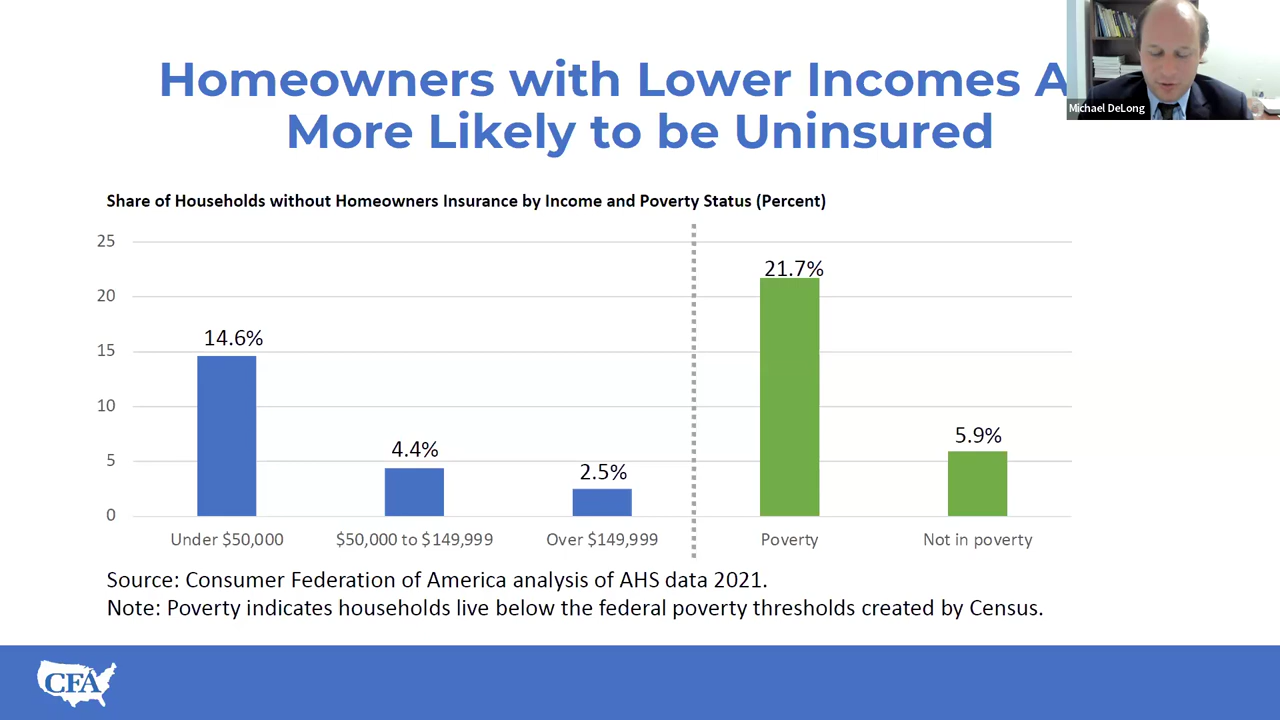 Homeowners with Lower Incomes A
More Likely to be Uninsured
Michael DeLong
Share of Households without Homeowners Insurance by Income and Poverty Status (Percent)
25
20
15
10
5
0
14.6%
4.4%
2.5%
21.7%
5.9%
Under $50,000
$50,000 to $149,999
Over $149,999
Poverty
Not in poverty
Source: Consumer Federation of America analysis of AHS data 2021.
Note: Poverty indicates households live below the federal poverty thresholds created by Census.
CFA